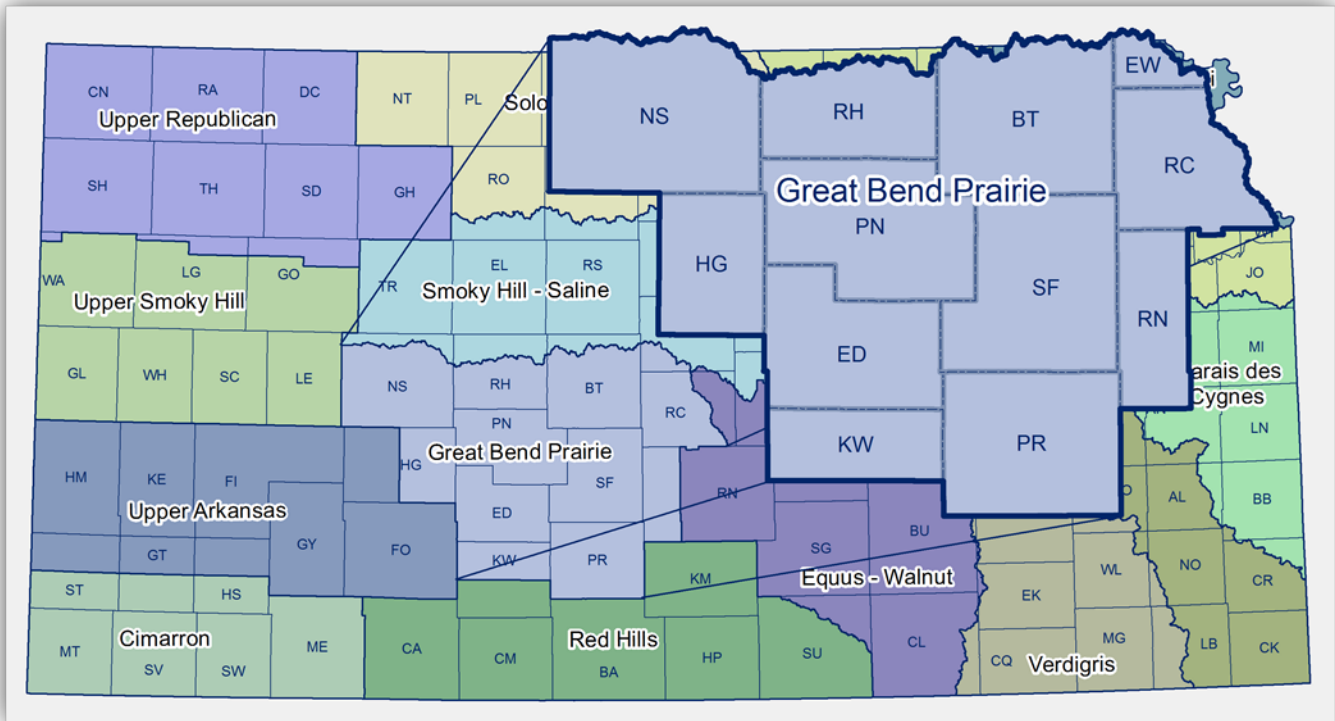 CN
RA
DC
NT
PL
Upper Republican
Solo
SH
TH
SD
GH
RO
NS
RH
BT
EW
RC
Great Bend Prairie
HG
PN
SF
RN
ED
KW
PR
WA
LG
GO
Upper Smoky Hill
TR
EL
RS
Smoky Hill - Saline
JO
GL
WH
SC
LE
NS
RH
BT
RC
PN
Great Bend Prairie
HG
SF
ED
KW
PR
MI
arais des
Cygnes
LN
BB
HM
KE
FI
Upper Arkansas
GT
GY
FO
RN
SG
BU
Equus - Walnut
AL
NO
CR
WL
EK
ST
HS
Cimarron
MT
SV
SW
ME
KM
Red Hills
CA
CM
BA
HP
SU
CL
CQ
MG
Verdigris
LB
CK